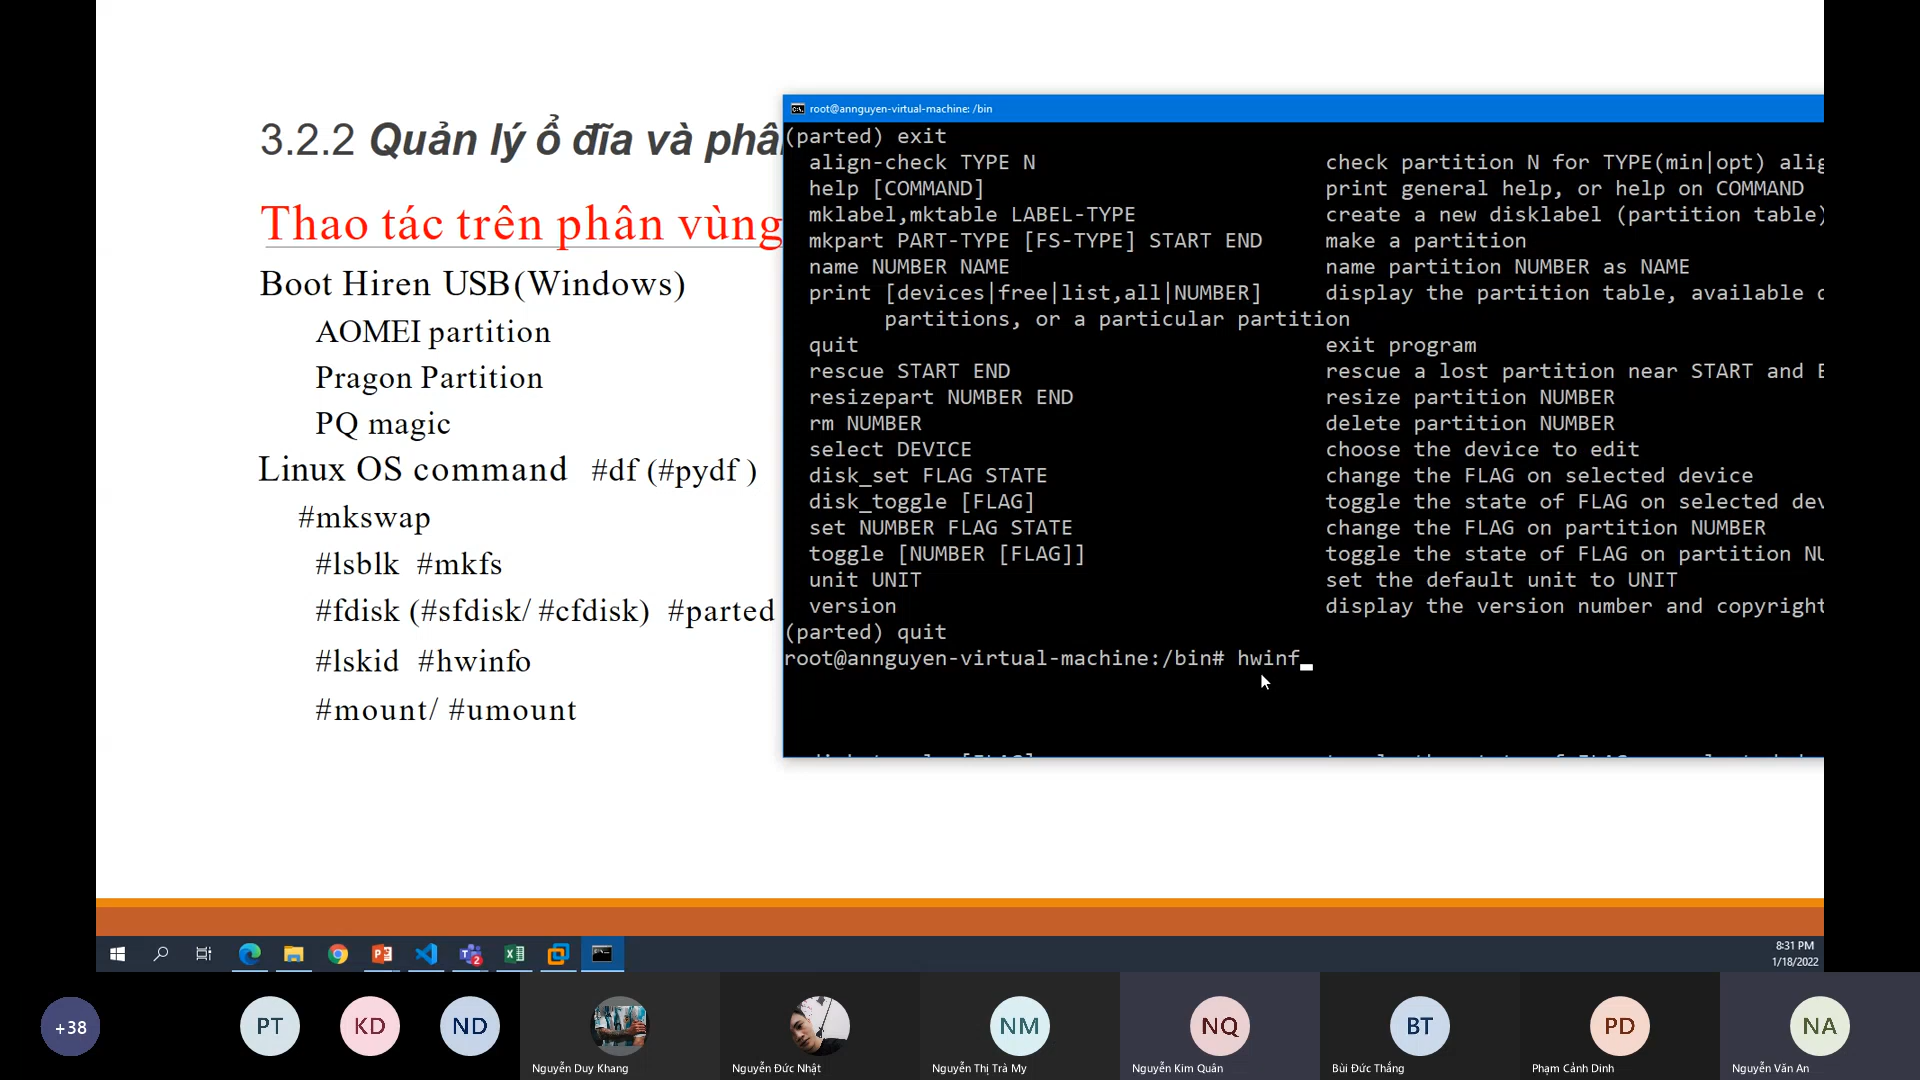 3.2.2 Quản lý ổ đĩa và phâ
Thao tác trên phân vùng
Boot Hiren USB(Windows)
AOMEI partition
Pragon Partition
PQ magic
Linux OS command #df (#pydf )
#mkswap
#lsblk #mkfs
#fdisk (#sfdisk/ #cfdisk) #parted
#lskid #hwinfo
#mount/ #umount
root@annguyen-virtual-machine: /bin
(parted) exit
align-check TYPE N check partition N for TYPE(min|opt) alig
help [COMMAND] print general help, or help on COMMAND
mklabel,mktable LABEL-TYPE create a new disklabel (partition table)
mkpart PART-TYPE [FS-TYPE] START END make a partition
name NUMBER NAME name partition NUMBER as NAME
print [devices|free|list,all|NUMBER] display the partition table, available
partitions, or a particular partition
quit exit program
rescue START END rescue a lost partition near START and
resizepart NUMBER END resize partition NUMBER
rm NUMBER delete partition NUMBER
select DEVICE choose the device to edit
disk_set FLAG STATE change the FLAG on selected device
disk_toggle [FLAG] toggle the state of FLAG on selected dev
set NUMBER FLAG STATE change the FLAG on partition NUMBER
toggle [NUMBER [FLAG]] toggle the state of FLAG on partition NU
unit UNIT set the default unit to UNIT
version display the version number and copyright
(parted) quit
root@annguyen-virtual-machine:/bin# hwinf_
8:31 PM
1/18/2022
+38
PT
KD
ND
NM
NQ
BT
PD
NA
Nguyễn Duy Khang
Nguyễn Đức Nhật
Nguyễn Thị Trà My
Nguyễn Kim Quân
Bùi Đức Thắng
Phạm Cảnh Dinh
Nguyễn Văn An